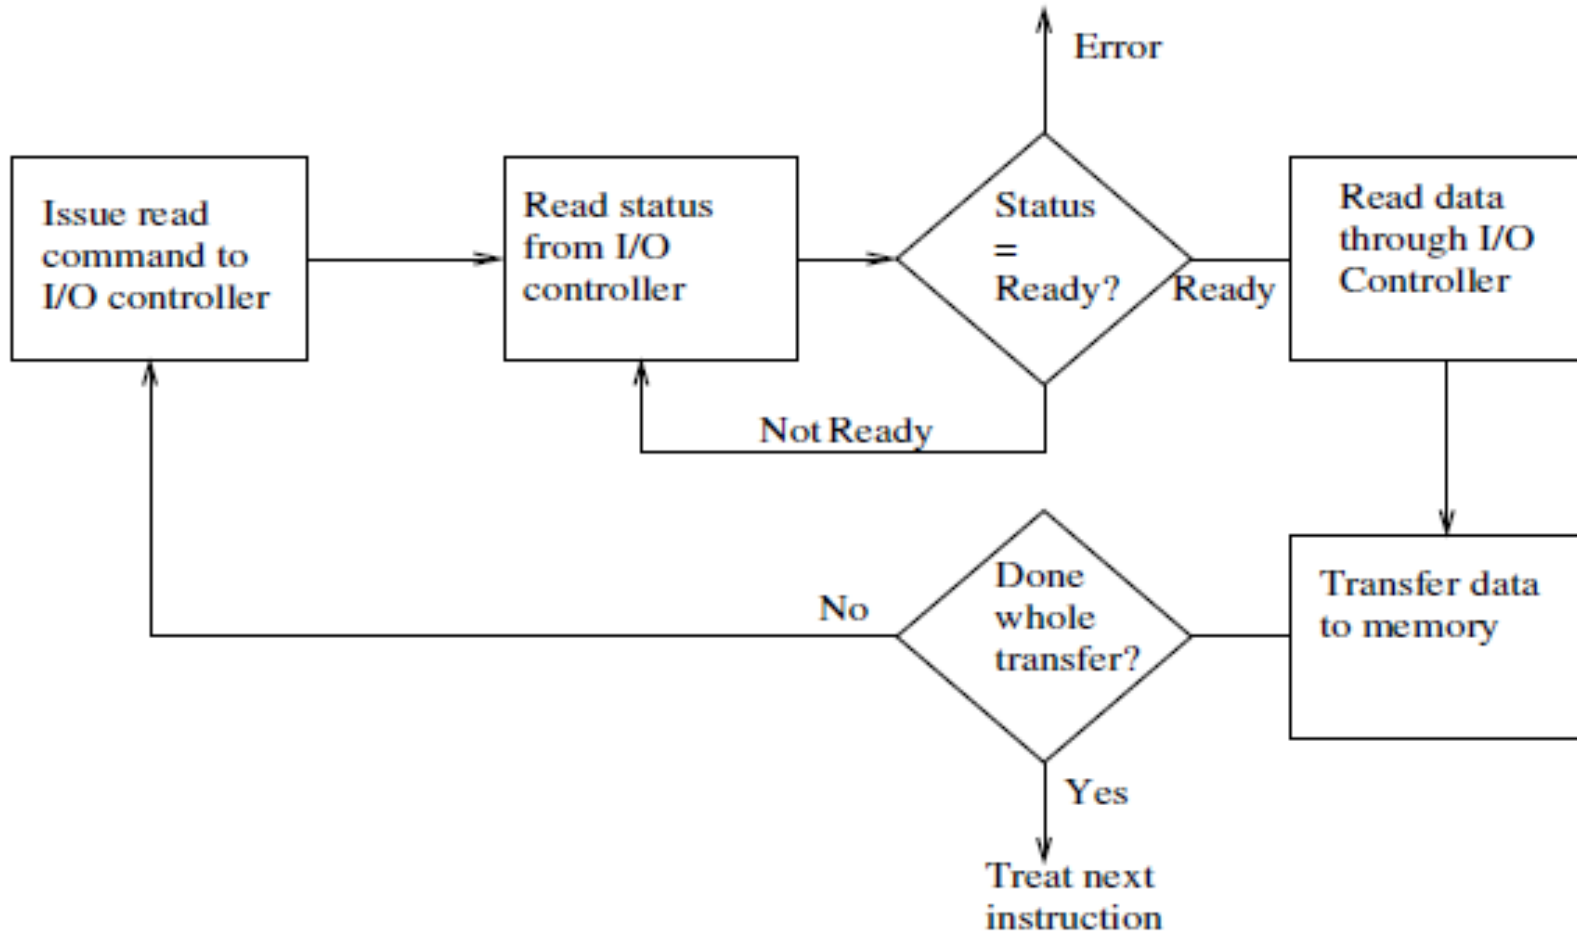 Error
Issue read
command to
I/O controller
Read status
from I/O
controller
Status
=
Ready?
Ready
Read data
through I/O
Controller
Not Ready
No
Done
whole
transfer?
Transfer data
to memory
Yes
Treat next
instruction